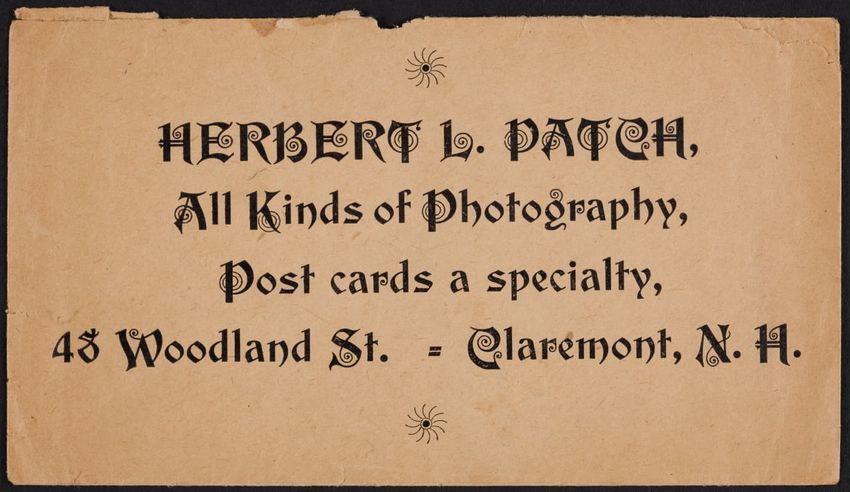 HERBERT L. PATCH,
All Kinds of Photography,
Post cards a specialty,
48 Woodland St. = Claremont, N. H.